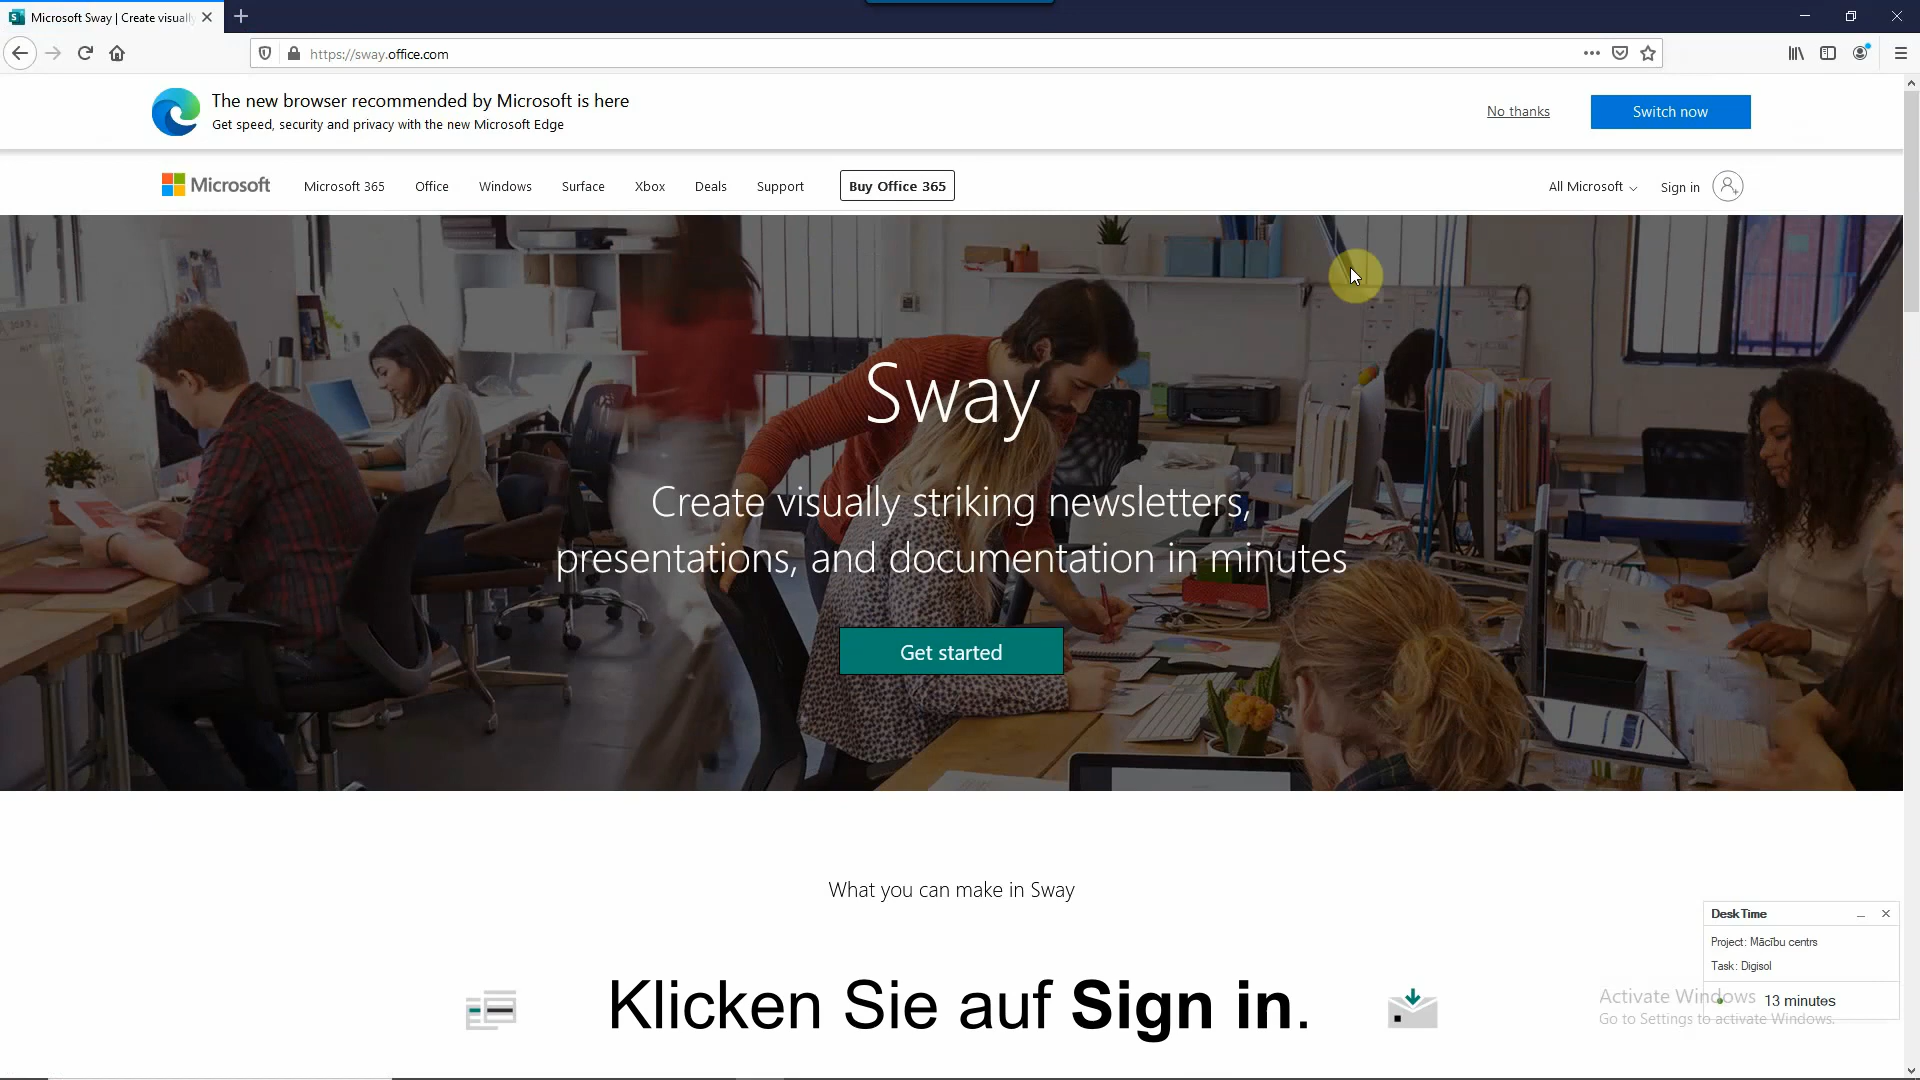 Microsoft Sway | Create visuall
https://sway.office.com
The new browser recommended by Microsoft is here
Get speed, security and privacy with the new Microsoft Edge
No thanks
Switch now
Microsoft
Microsoft 365
Office
Windows
Surface
Xbox
Deals
Support
Buy Office 365
All Microsoft
Sign in
Sway
Create visually striking newsletters,
presentations, and documentation in minutes
Get started
What you can make in Sway
Klicken Sie auf Sign in.
DeskTime
Project: Mācību centrs
Task: Digisol
13 minutes
Activate Windows
Go to Settings to activate Windows.